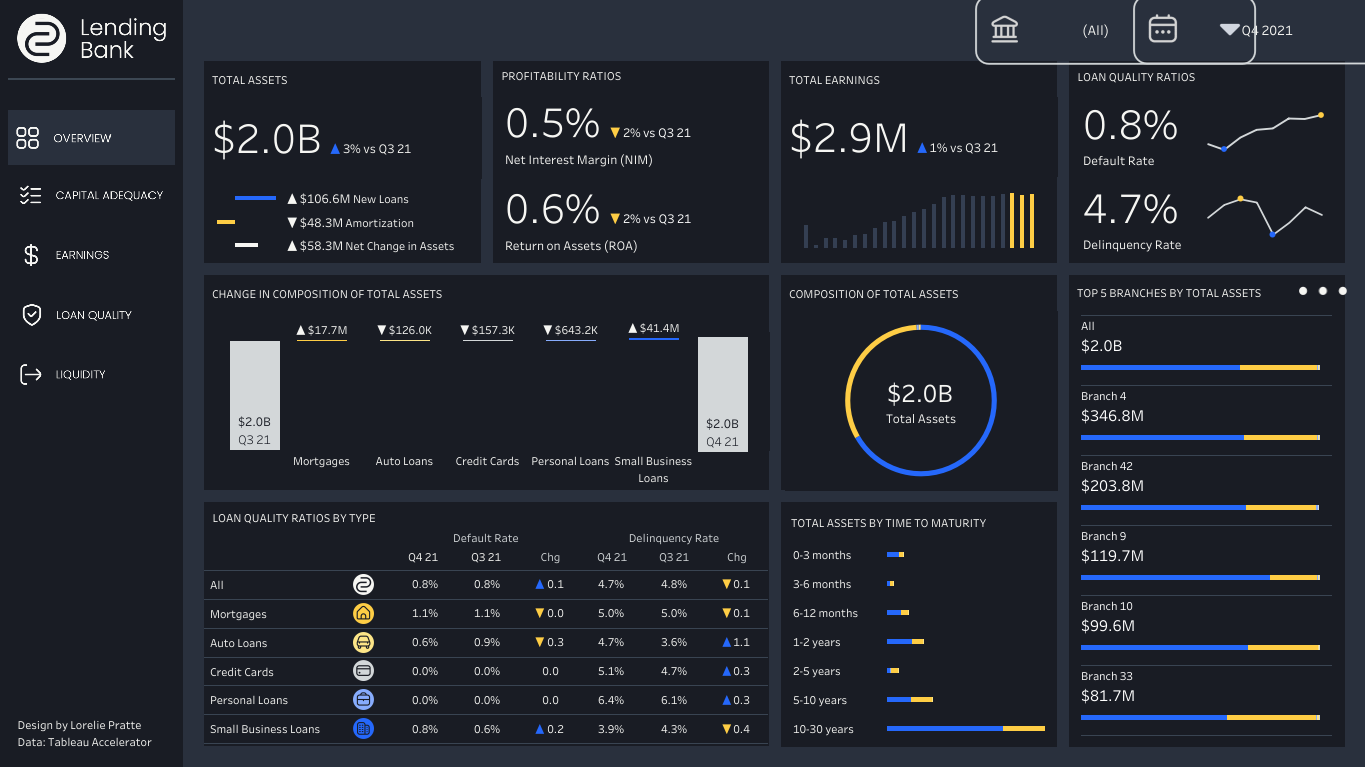 Lending
Bank
(All)
Q4 2021
OVERVIEW
CAPITAL ADEQUACY
EARNINGS
LOAN QUALITY
LIQUIDITY
Design by Lorelie Pratte
Data: Tableau Accelerator
TOTAL ASSETS
$2.0B ▲ 3% vs Q3 21
▲ $106.6M New Loans
▼ $48.3M Amortization
▲ $58.3M Net Change in Assets
PROFITABILITY RATIOS
0.5% ▼ 2% vs Q3 21
Net Interest Margin (NIM)
0.6% ▼ 2% vs Q3 21
Return on Assets (ROA)
TOTAL EARNINGS
$2.9M ▲ 1% vs Q3 21
LOAN QUALITY RATIOS
0.8%
Default Rate
4.7%
Delinquency Rate
CHANGE IN COMPOSITION OF TOTAL ASSETS
▲ $17.7M ▼ $126.0K ▼ $157.3K ▼ $643.2K ▲ $41.4M
$2.0B
Q3 21
$2.0B
Q4 21
Mortgages Auto Loans Credit Cards Personal Loans Small Business
Loans
COMPOSITION OF TOTAL ASSETS
$2.0B
Total Assets
TOP 5 BRANCHES BY TOTAL ASSETS
All
$2.0B
Branch 4
$346.8M
Branch 42
$203.8M
Branch 9
$119.7M
Branch 10
$99.6M
Branch 33
$81.7M
LOAN QUALITY RATIOS BY TYPE
Default Rate Delinquency Rate
Q4 21 Q3 21 Chg Q4 21 Q3 21 Chg
All 0.8% 0.8% ▲ 0.1 4.7% 4.8% ▼ 0.1
Mortgages 1.1% 1.1% ▼ 0.0 5.0% 5.0% ▼ 0.1
Auto Loans 0.6% 0.9% ▼ 0.3 4.7% 3.6% ▲ 1.1
Credit Cards 0.0% 0.0% 0.0 5.1% 4.7% ▲ 0.3
Personal Loans 0.0% 0.0% 0.0 6.4% 6.1% ▲ 0.3
Small Business Loans 0.8% 0.6% ▲ 0.2 3.9% 4.3% ▼ 0.4
TOTAL ASSETS BY TIME TO MATURITY
0-3 months
3-6 months
6-12 months
1-2 years
2-5 years
5-10 years
10-30 years